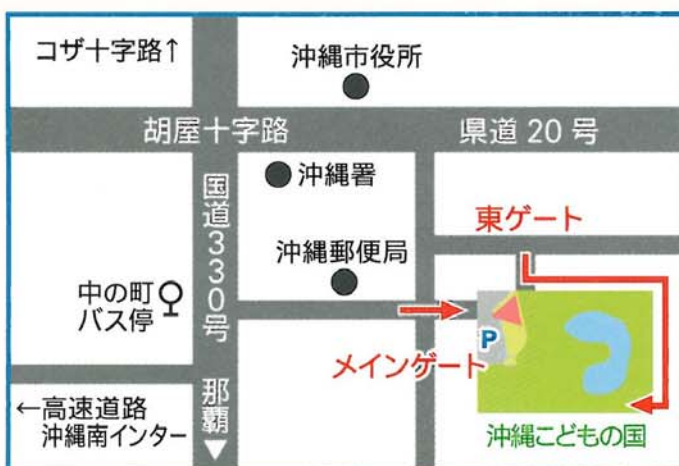 コザ十字路↑
沖縄市役所
胡屋十字路
県道20号
国道330号
沖縄署
東ゲート
沖縄郵便局
中の町
バス停
メインゲート
P
←高速道路
沖縄南インター
那覇▼
沖縄こどもの国